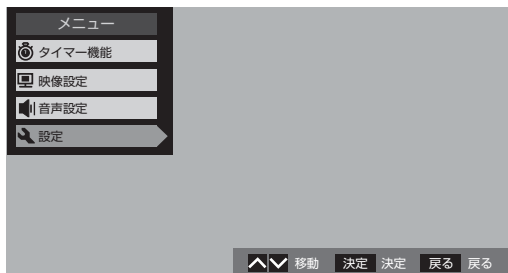 メニュー
タイマー機能
映像設定
音声設定
設定
移動 決定 決定 戻る 戻る